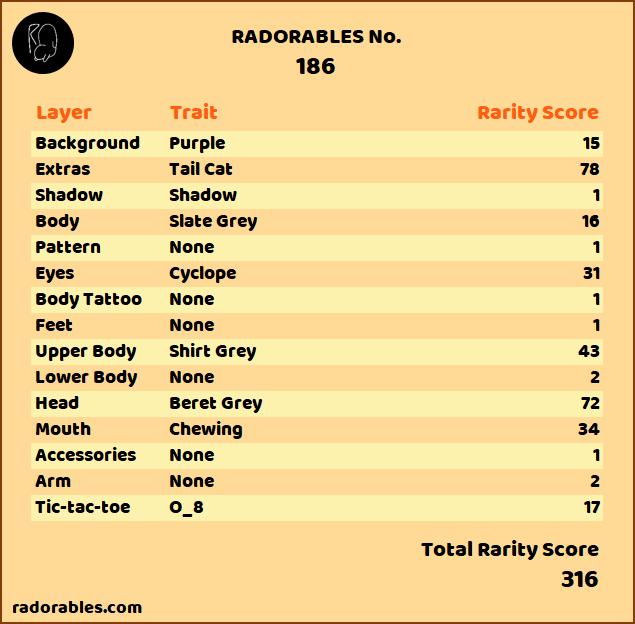 RADORABLES No.
186
Layer Trait Rarity Score
Background Purple 15
Extras Tail Cat 78
Shadow Shadow 1
Body Slate Grey 16
Pattern None 1
Eyes Cyclope 31
Body Tattoo None 1
Feet None 1
Upper Body Shirt Grey 43
Lower Body None 2
Head Beret Grey 72
Mouth Chewing 34
Accessories None 1
Arm None 2
Tic-tac-toe O_8 17
Total Rarity Score
316
radorables.com